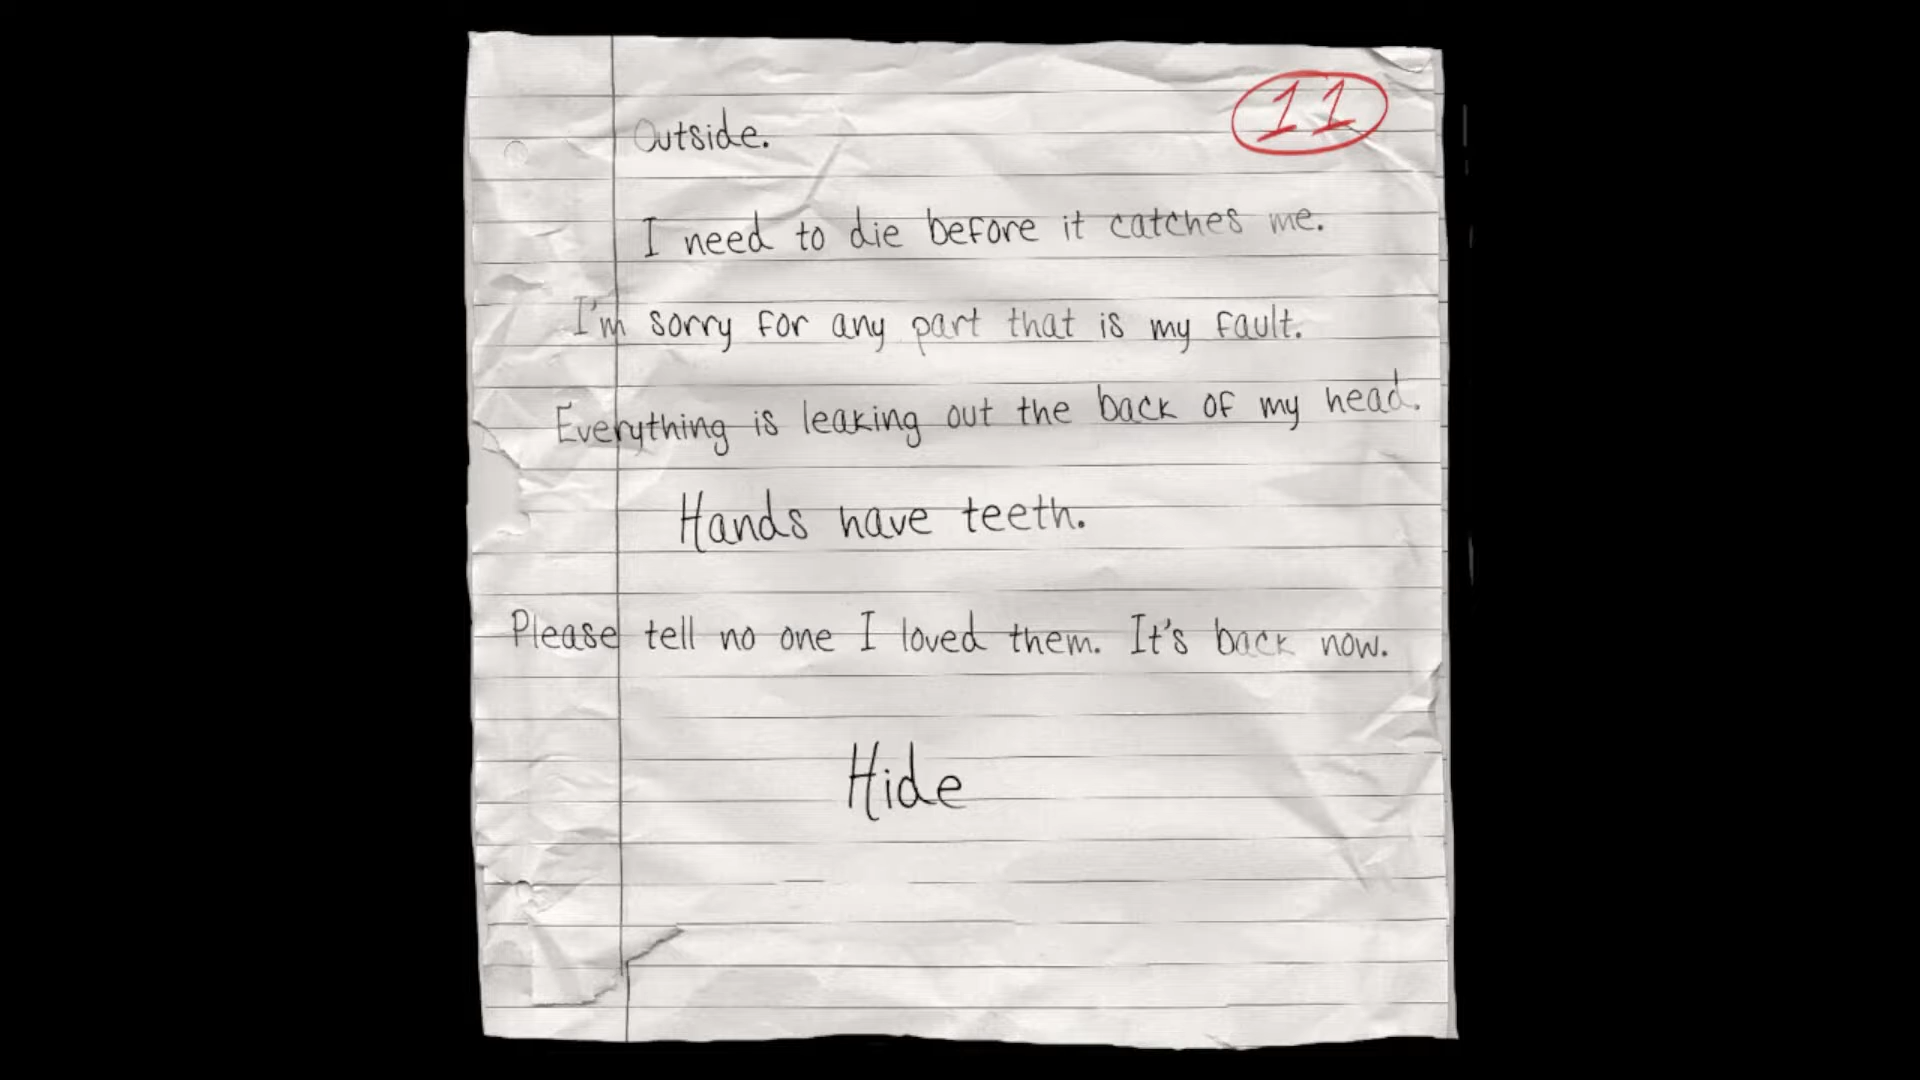 11
Outside.
I need to die before it catches me.
I'm sorry for any part that is my fault.
Everything is leaking out the back of my head.
Hands have teeth.
Please tell no one I loved them. It's back now.
Hide